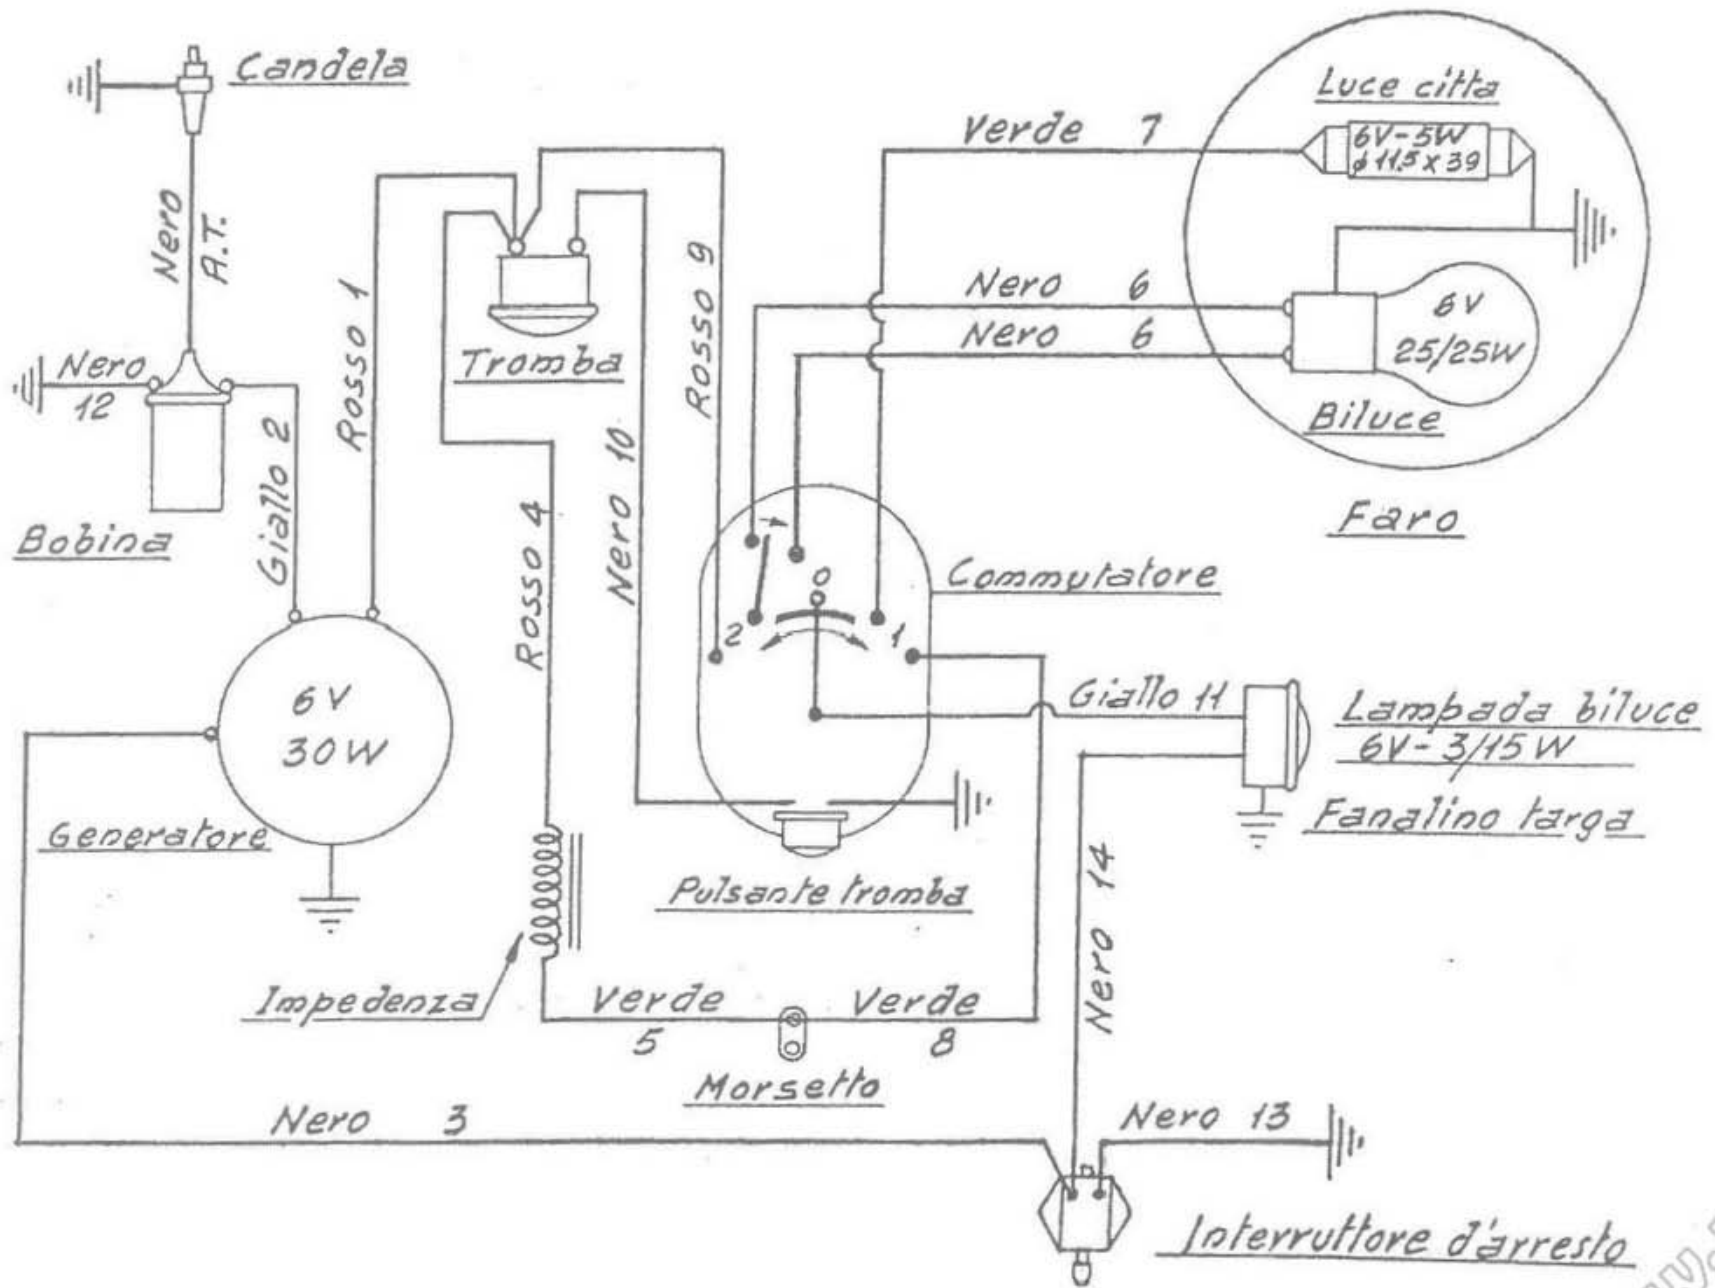 Candela
Nero
A.T.
Nero
12
Bobina
Giallo 2
Rosso 1
Tromba
Rosso 4
Nero 10
Rosso 9
Verde 7
Nero 6
Nero 6
Luce citta
6V-5W
ϕ 11.5 x 39
6V
25/25W
Biluce
Faro
Commutatore
0
2
1
6V
30W
Generatore
Giallo 11
Lampada biluce
6V-3/15W
Fanalino targa
Pulsante tromba
Impedenza
Verde
5
Verde
8
Morsetto
Nero 14
Nero 3
Nero 13
Interruttore d'arresto